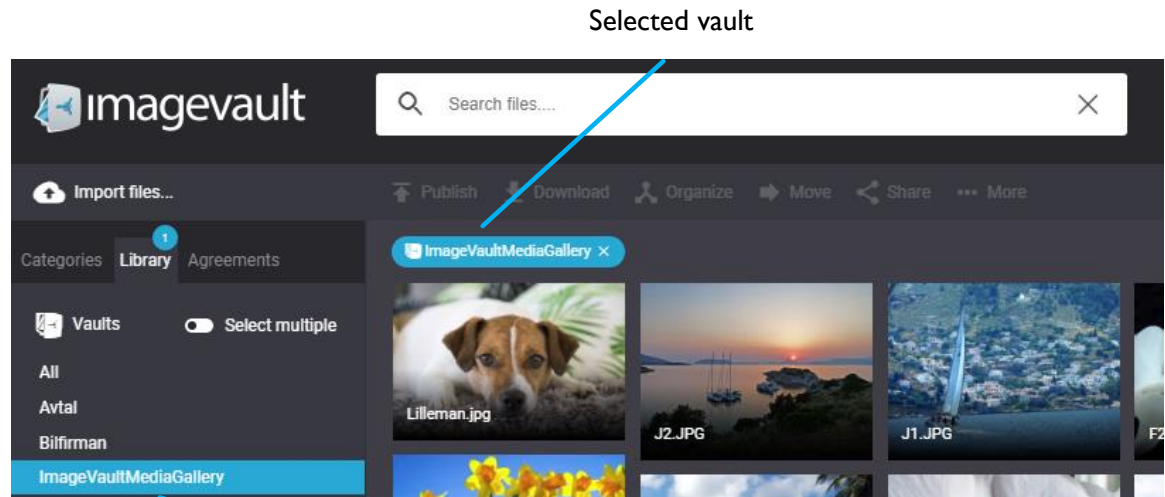 Selected vault
imagevault
Search files....
Import files...
Publish Download Organize Move Share ••• More
1
Categories Library Agreements
ImageVaultMediaGallery ×
Vaults Select multiple
All
Avtal
Bilfirman
ImageVaultMediaGallery
Lilleman.jpg
J2.JPG
J1.JPG
F2